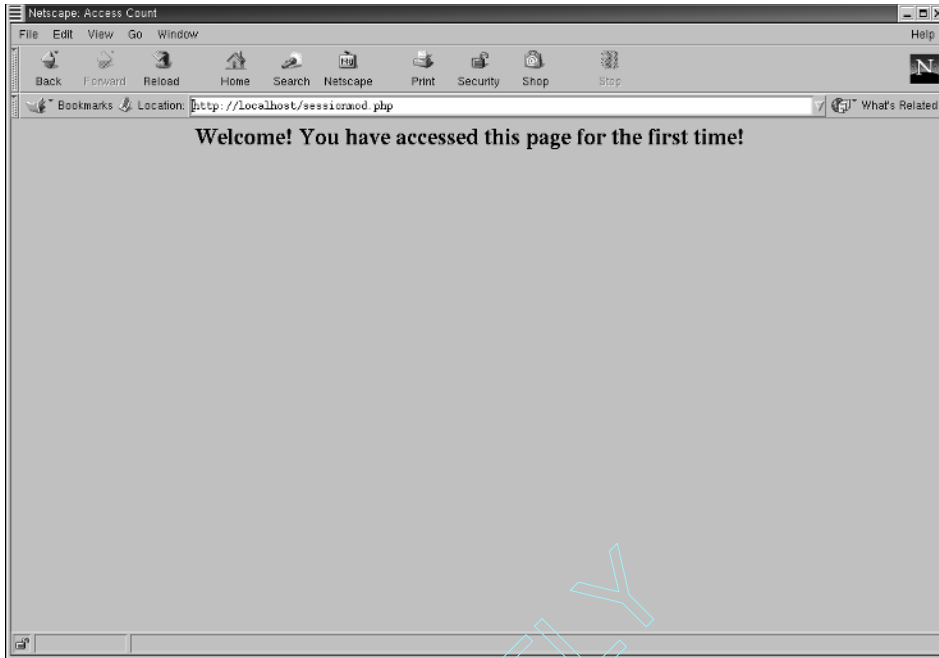 Netscape: Access Count
File Edit View Go Window Help
Back Forward Reload Home Search Netscape Print Security Shop Stop
N
Bookmarks Location: http://localhost/sessionmod.php What's Related
Welcome! You have accessed this page for the first time!
LY